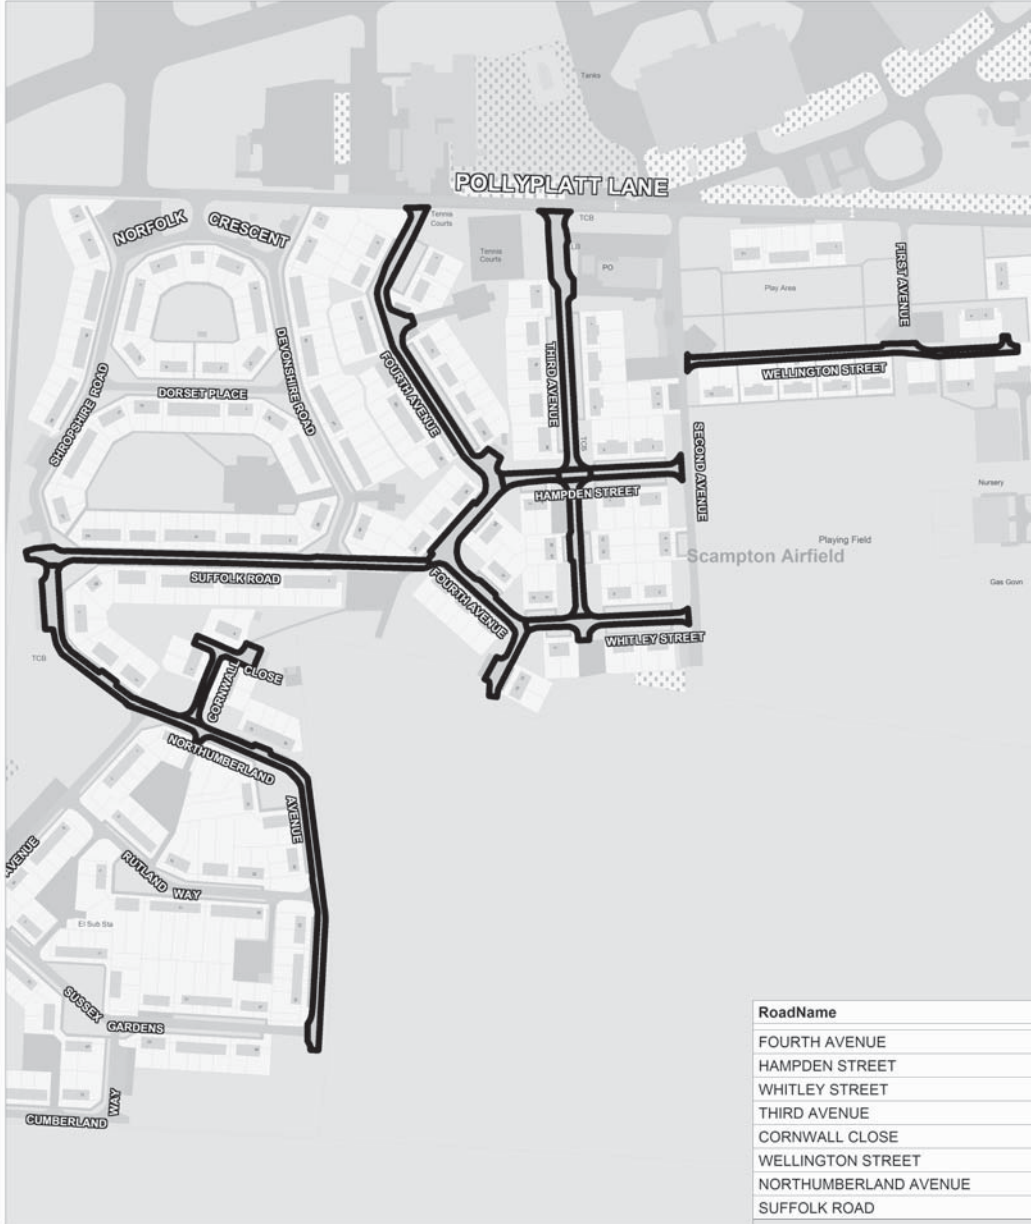 Tanks
POLLYPLATT LANE
NORFOLK CRESCENT
Tennis
Courts
TCB
LB
Tennis
Courts
PO
FIRST AVENUE
Play Area
SHROPSHIRE ROAD
DEVONSHIRE ROAD
FOURTH AVENUE
THIRD AVENUE
WELLINGTON STREET
DORSET PLACE
TCB
SECOND AVENUE
HAMPDEN STREET
Nursery
Playing Field
Scampton Airfield
SUFFOLK ROAD
FOURTH AVENUE
Gas Govn
WHITLEY STREET
TCB
CORNWALL CLOSE
NORTHUMBERLAND AVENUE
AVENUE
RUTLAND WAY
El Sub Sta
SUSSEX GARDENS
CUMBERLAND WAY
RoadName
FOURTH AVENUE
HAMPDEN STREET
WHITLEY STREET
THIRD AVENUE
CORNWALL CLOSE
WELLINGTON STREET
NORTHUMBERLAND AVENUE
SUFFOLK ROAD